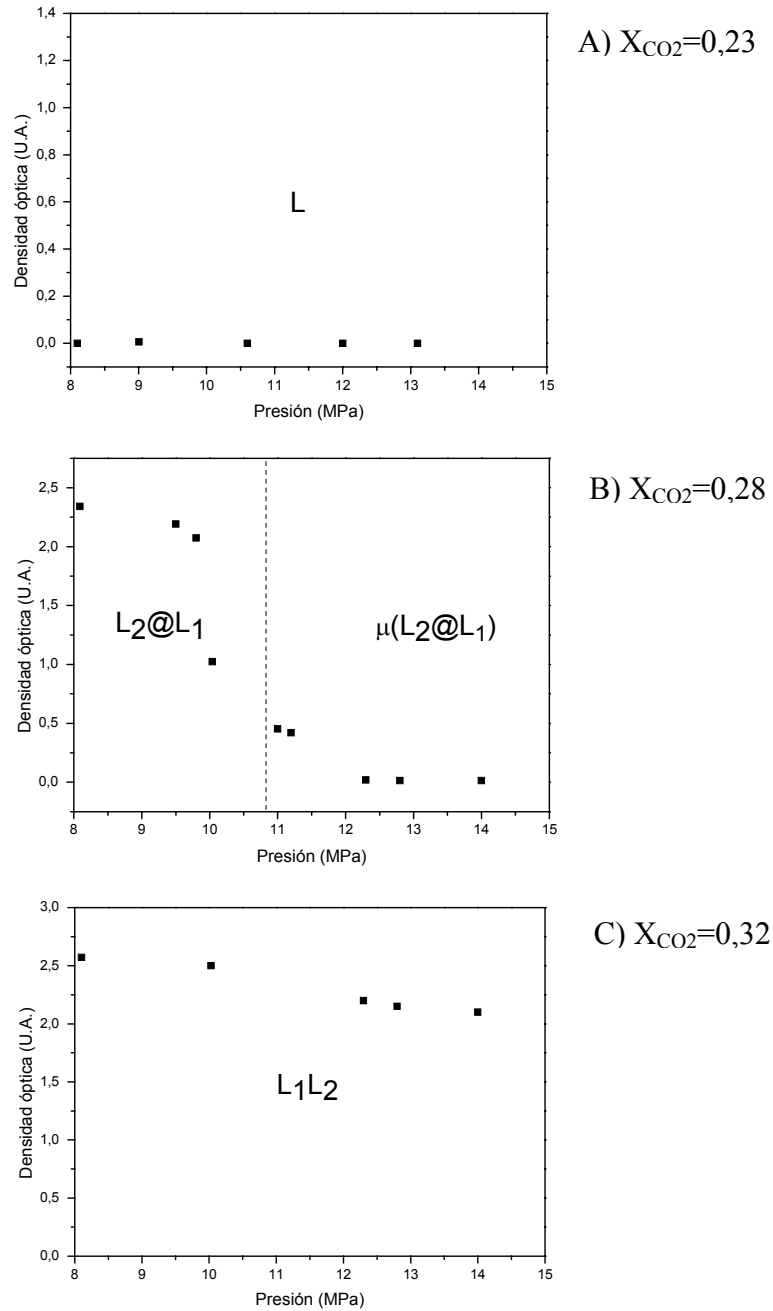 A) XCO2=0,23
1,4
1,2
1,0
0,8
0,6
0,4
0,2
0,0
Densidad óptica (U.A.)
L
8 9 10 11 12 13 14 15
Presión (MPa)
B) XCO2=0,28
2,5
2,0
1,5
1,0
0,5
0,0
Densidad óptica (U.A.)
L2@L1
μ(L2@L1)
8 9 10 11 12 13 14 15
Presión (MPa)
C) XCO2=0,32
3,0
2,5
2,0
1,5
1,0
0,5
0,0
Densidad óptica (U.A.)
L1L2
8 9 10 11 12 13 14 15
Presión (MPa)